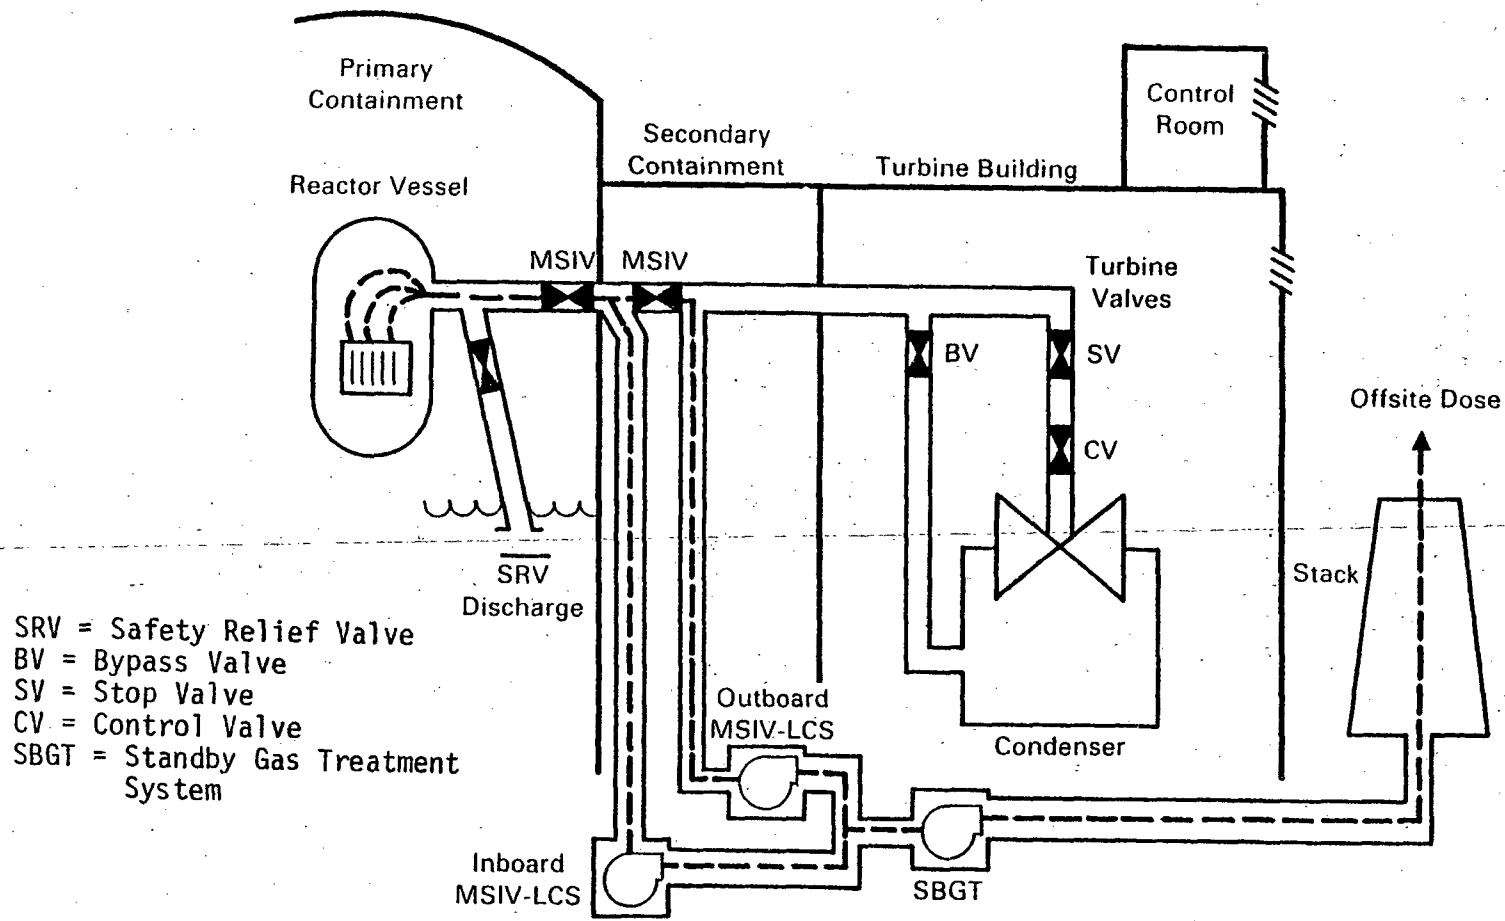 Primary
Containment
Control
Room
Secondary
Containment
Turbine Building
Reactor Vessel
MSIV
MSIV
Turbine
Valves
BV
SV
CV
Offsite Dose
SRV
Discharge
Stack
SRV = Safety Relief Valve
BV = Bypass Valve
SV = Stop Valve
CV = Control Valve
SBGT = Standby Gas Treatment
System
Outboard
MSIV-LCS
Condenser
Inboard
MSIV-LCS
SBGT